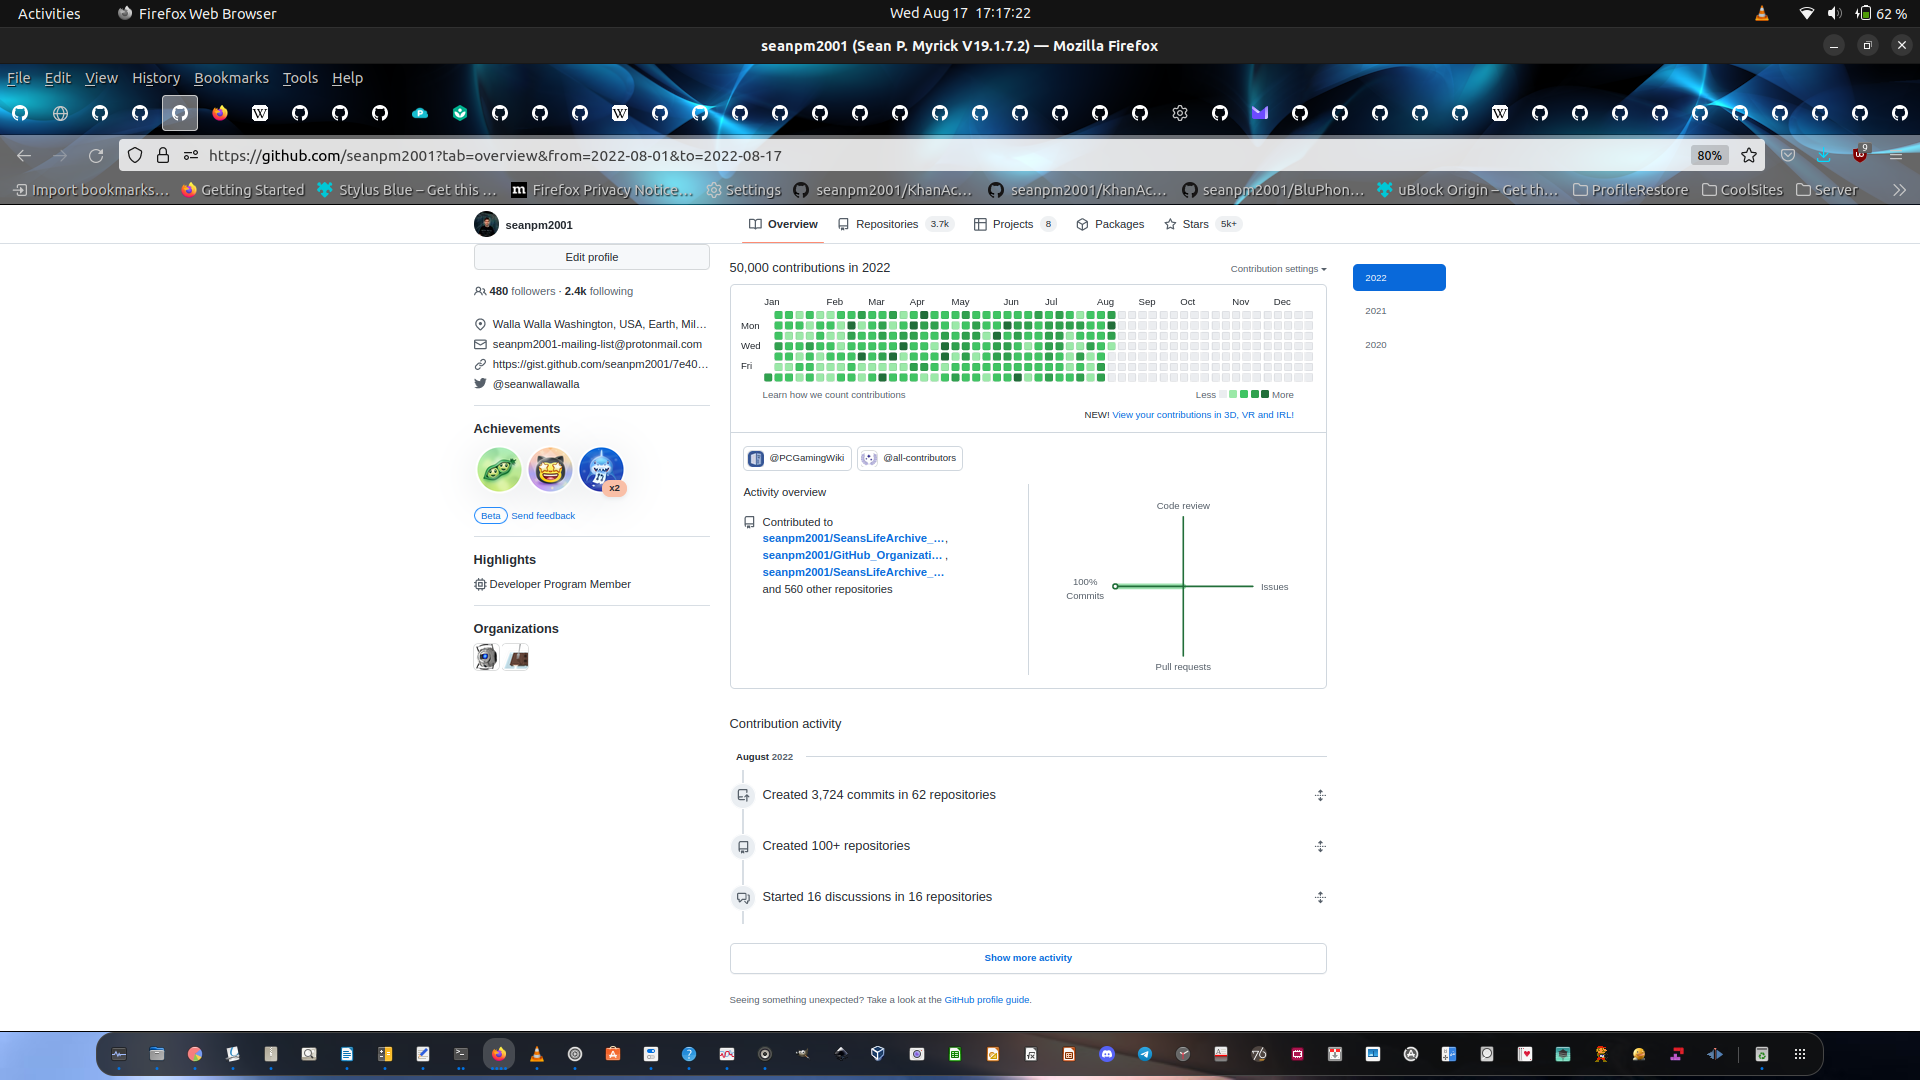 Activities
Firefox Web Browser
Wed Aug 17 17:17:22
62 %
seanpm2001 (Sean P. Myrick V19.1.7.2) — Mozilla Firefox
File Edit View History Bookmarks Tools Help
https://github.com/seanpm2001?tab=overview&from=2022-08-01&to=2022-08-17
80%
9
Import bookmarks…
Getting Started
Stylus Blue – Get this …
Firefox Privacy Notice…
Settings
seanpm2001/KhanAc…
seanpm2001/KhanAc…
seanpm2001/BluPhon…
uBlock Origin – Get th…
ProfileRestore
CoolSites
Server
seanpm2001
Overview
Repositories 3.7k
Projects 8
Packages
Stars 5k+
Edit profile
480 followers · 2.4k following
Walla Walla Washington, USA, Earth, Mil…
seanpm2001-mailing-list@protonmail.com
https://gist.github.com/seanpm2001/7e40…
@seanwallawalla
Achievements
x2
Beta Send feedback
Highlights
Developer Program Member
Organizations
50,000 contributions in 2022
Contribution settings
2022
2021
2020
Jan Feb Mar Apr May Jun Jul Aug Sep Oct Nov Dec
Mon
Wed
Fri
Learn how we count contributions
Less More
NEW! View your contributions in 3D, VR and IRL!
@PCGamingWiki
@all-contributors
Activity overview
Contributed to
seanpm2001/SeansLifeArchive_…,
seanpm2001/GitHub_Organizati… ,
seanpm2001/SeansLifeArchive_…
and 560 other repositories
Code review
100%
Commits
Issues
Pull requests
Contribution activity
August 2022
Created 3,724 commits in 62 repositories
Created 100+ repositories
Started 16 discussions in 16 repositories
Show more activity
Seeing something unexpected? Take a look at the GitHub profile guide.